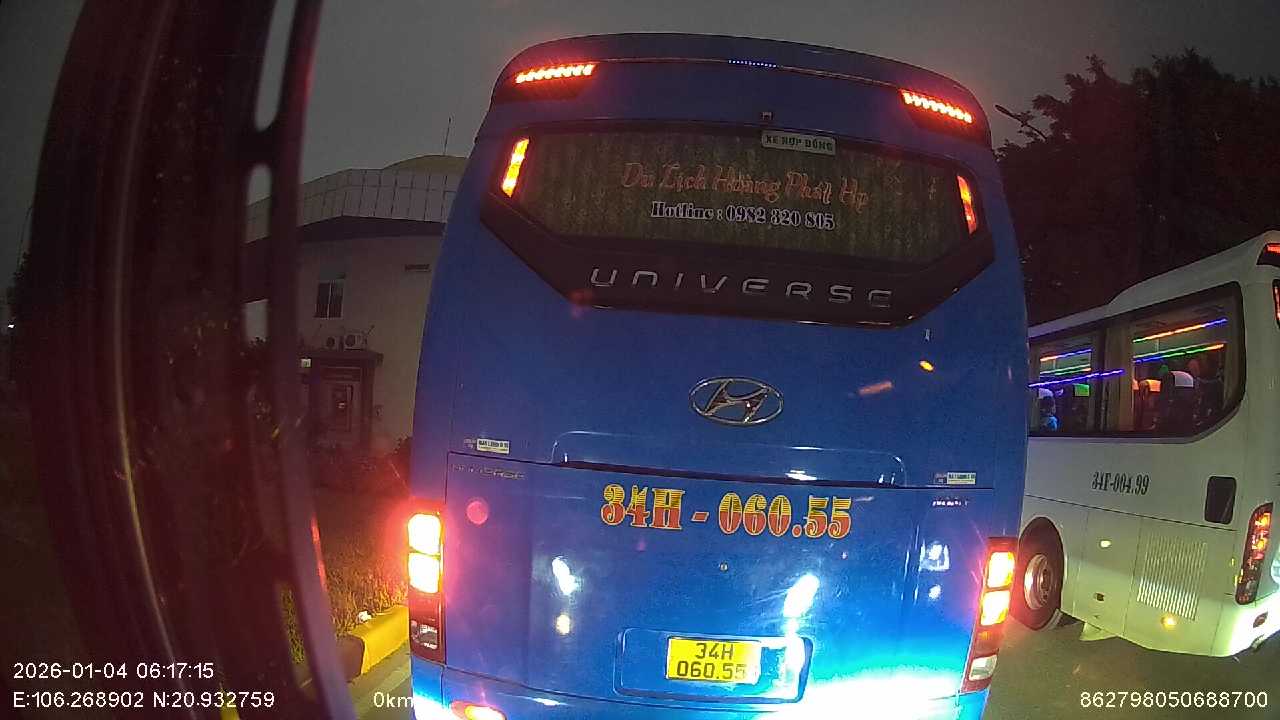 XE HỢP ĐỒNG
Du Lịch Hoàng Phát Hp
Hotline : 0982 320 805
UNIVERSE
UNIVERSE
34H - 060.55
34F-004.99
34H
060.55
2026-01-04 06:17:15
E:106.268902 N:20.932759
0km
862798050688700